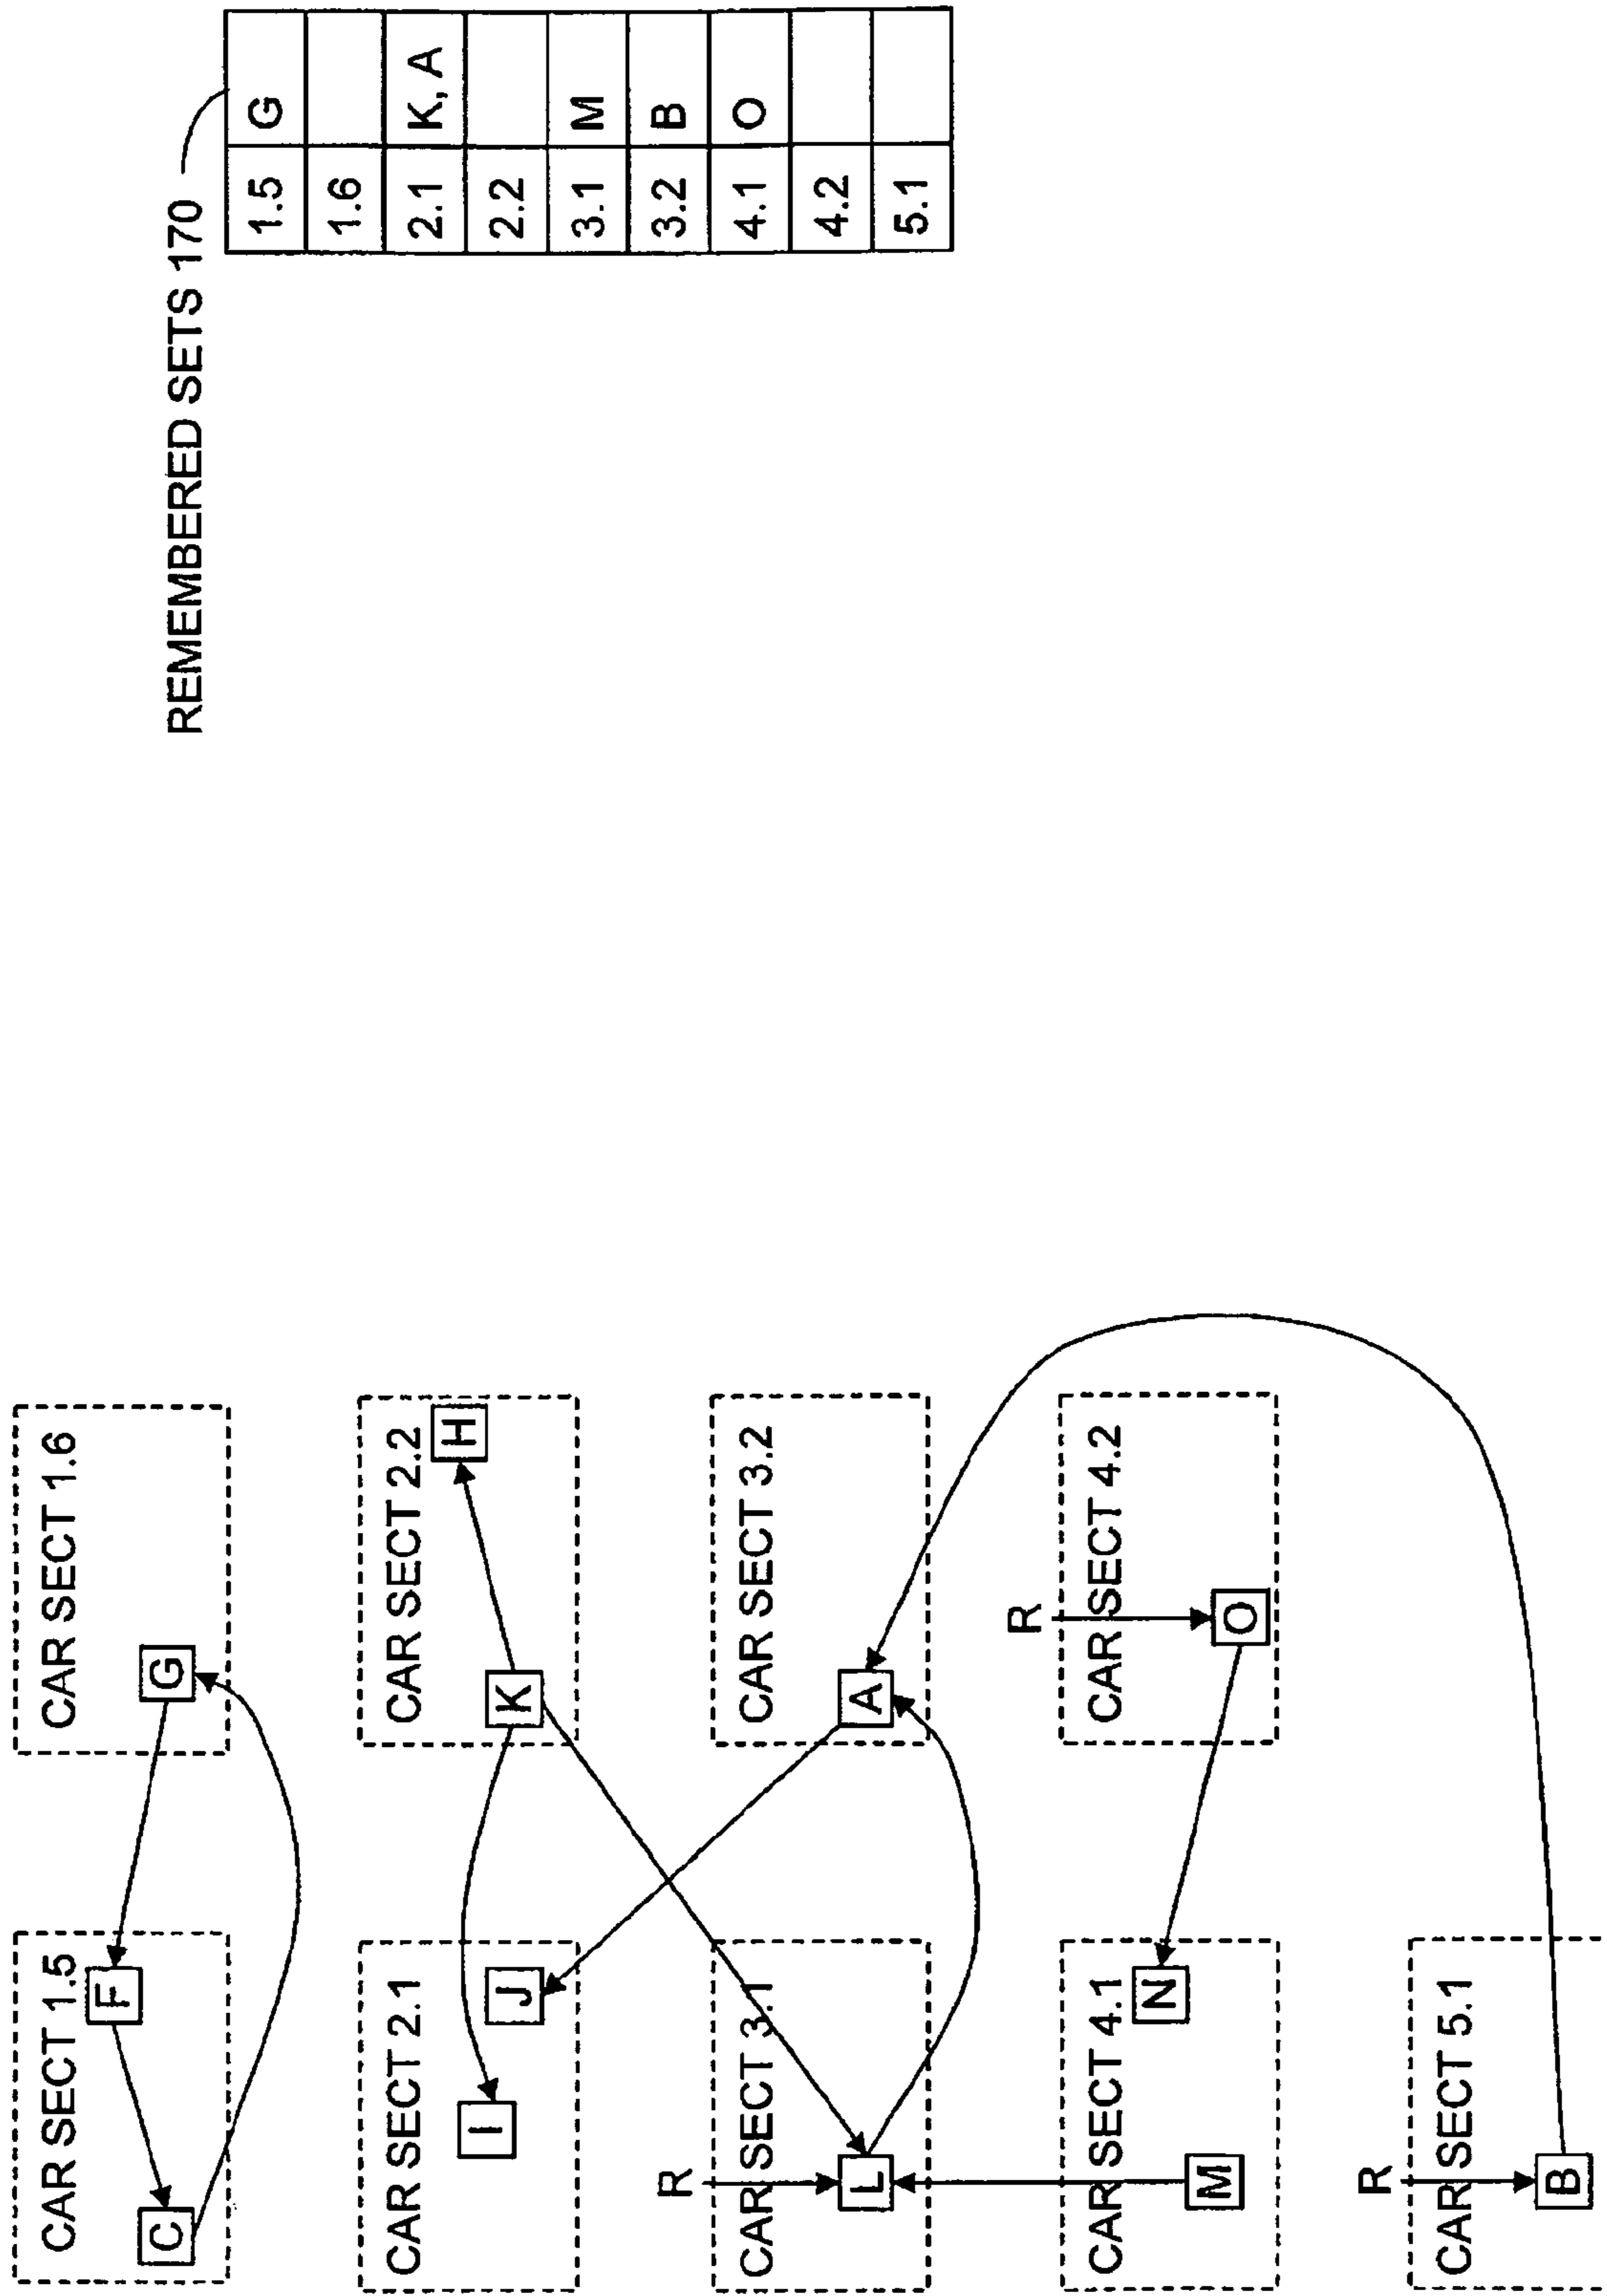 CAR SECT 1.5
F
C
CAR SECT 1.6
G
CAR SECT 2.1
I
J
CAR SECT 2.2
H
K
R
CAR SECT 3.1
L
CAR SECT 3.2
A
CAR SECT 4.1
N
M
R
CAR SECT 4.2
O
R
CAR SECT 5.1
B
REMEMBERED SETS 170
1.5 G
1.6
2.1 K, A
2.2
3.1 M
3.2 B
4.1 O
4.2
5.1